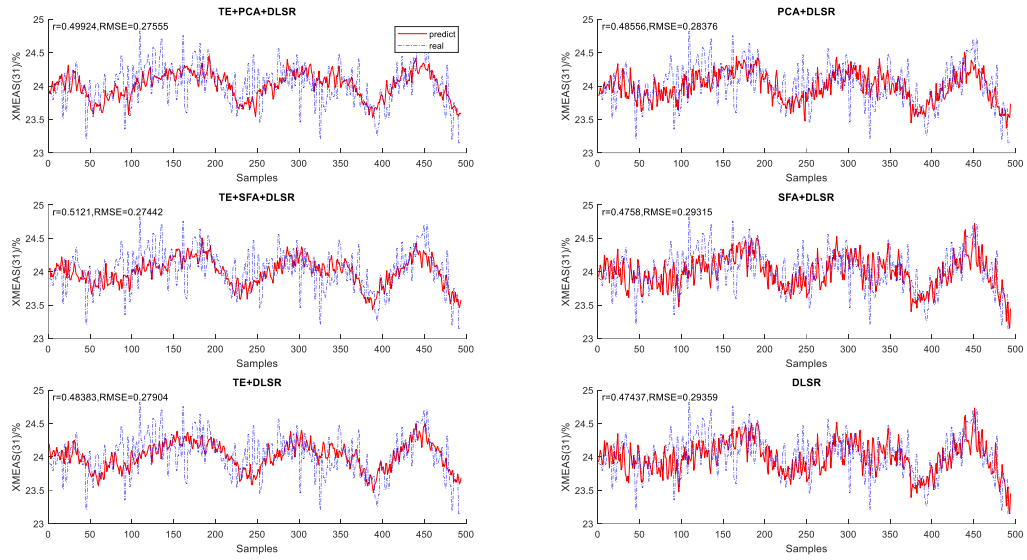 TE+PCA+DLSR
r=0.49924,RMSE=0.27555
predict
real
XMEAS(31)/%
25
24.5
24
23.5
23
0 50 100 150 200 250 300 350 400 450 500
Samples
PCA+DLSR
r=0.48556,RMSE=0.28376
XMEAS(31)/%
25
24.5
24
23.5
23
0 50 100 150 200 250 300 350 400 450 500
Samples
TE+SFA+DLSR
r=0.5121,RMSE=0.27442
XMEAS(31)/%
25
24.5
24
23.5
23
0 50 100 150 200 250 300 350 400 450 500
Samples
SFA+DLSR
r=0.4758,RMSE=0.29315
XMEAS(31)/%
25
24.5
24
23.5
23
0 50 100 150 200 250 300 350 400 450 500
Samples
TE+DLSR
r=0.48383,RMSE=0.27904
XMEAS(31)/%
25
24.5
24
23.5
23
0 50 100 150 200 250 300 350 400 450 500
Samples
DLSR
r=0.47437,RMSE=0.29359
XMEAS(31)/%
25
24.5
24
23.5
23
0 50 100 150 200 250 300 350 400 450 500
Samples